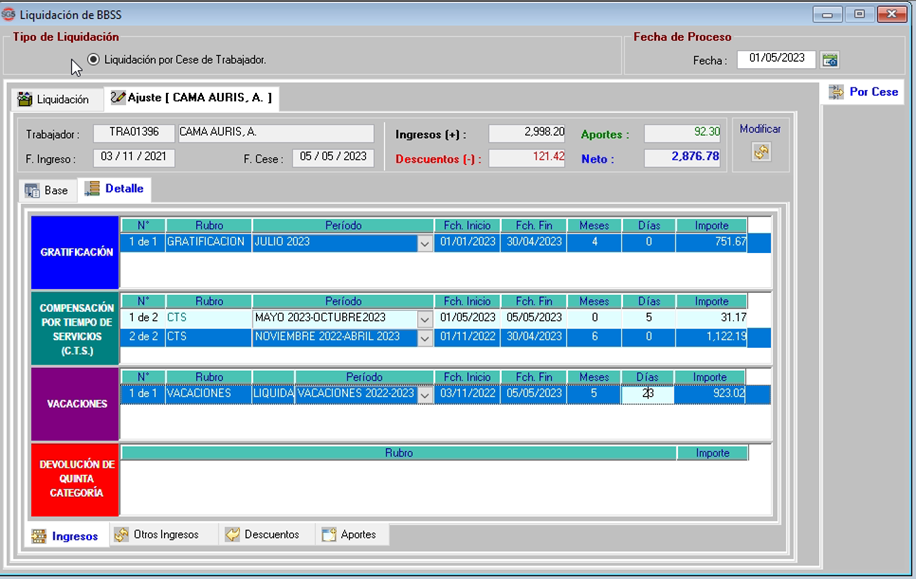 Liquidación de BBSS
Tipo de Liquidación
Liquidación por Cese de Trabajador.
Fecha de Proceso
Fecha : 01/05/2023
Liquidación
Ajuste [ CAMA AURIS, A. ]
Por Cese
Trabajador : TRA01396 CAMA AURIS, A.
Ingresos (+) : 2,998.20 Aportes : 92.30
Modificar
F. Ingreso : 03 / 11 / 2021 F. Cese : 05 / 05 / 2023
Descuentos (-) : 121.42 Neto : 2,876.78
Base Detalle
GRATIFICACIÓN
N° Rubro Período Fch. Inicio Fch. Fin Meses Días Importe
1 de 1 GRATIFICACION JULIO 2023 01/01/2023 30/04/2023 4 0 751.67
COMPENSACIÓN
POR TIEMPO DE
SERVICIOS
(C.T.S.)
N° Rubro Período Fch. Inicio Fch. Fin Meses Días Importe
1 de 2 CTS MAYO 2023-OCTUBRE2023 01/05/2023 05/05/2023 0 5 31.17
2 de 2 CTS NOVIEMBRE 2022-ABRIL 2023 01/11/2022 30/04/2023 6 0 1,122.19
VACACIONES
N° Rubro Período Fch. Inicio Fch. Fin Meses Días Importe
1 de 1 VACACIONES LIQUIDA VACACIONES 2022-2023 03/11/2022 05/05/2023 5 23 923.02
DEVOLUCIÓN DE
QUINTA
CATEGORÍA
Rubro Importe
Ingresos Otros Ingresos Descuentos Aportes